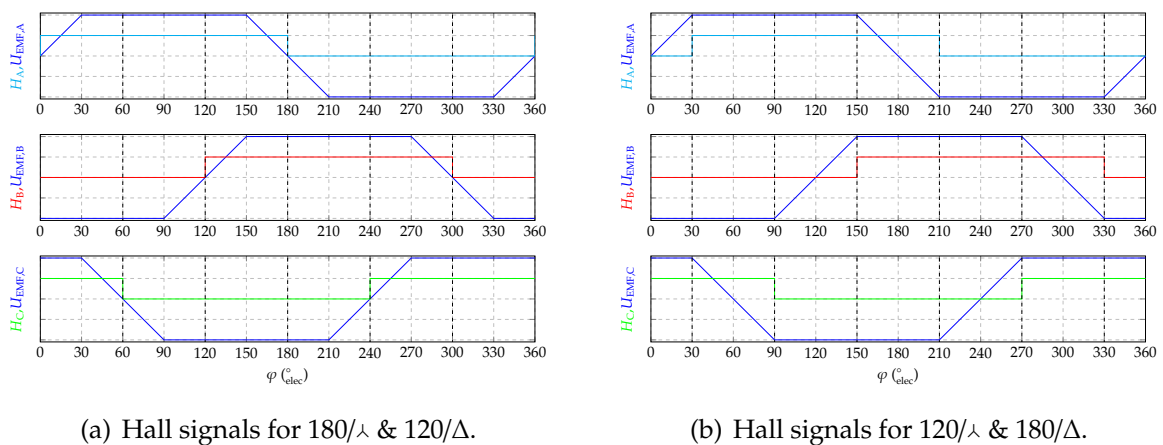 H_A,U_EMF,A
0 30 60 90 120 150 180 210 240 270 300 330 360
H_B,U_EMF,B
0 30 60 90 120 150 180 210 240 270 300 330 360
H_C,U_EMF,C
0 30 60 90 120 150 180 210 240 270 300 330 360
φ (°elec)
(a) Hall signals for 180/⅄ & 120/Δ.
H_A,U_EMF,A
0 30 60 90 120 150 180 210 240 270 300 330 360
H_B,U_EMF,B
0 30 60 90 120 150 180 210 240 270 300 330 360
H_C,U_EMF,C
0 30 60 90 120 150 180 210 240 270 300 330 360
φ (°elec)
(b) Hall signals for 120/⅄ & 180/Δ.